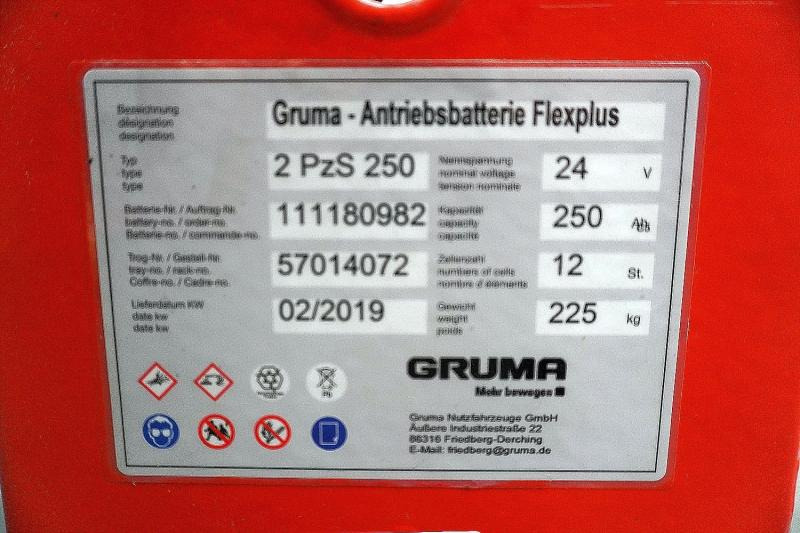 Bezeichnung
désignation
designation
Gruma - Antriebsbatterie Flexplus
Typ
type
type
2 PzS 250
Nennspannung
nominal voltage
tension nominale
24 V
Batterie-Nr. / Auftrag-Nr.
battery-no. / order-no.
Batterie-no. / commande-no.
111180982
Kapazität
capacity
capacité
250 Ah
Trog-Nr. / Gestell-Nr.
tray-no. / rack-no.
Coffre-no. / Cadre-no.
57014072
Zellenzahl
numbers of cells
nombre d'élements
12 St.
Lieferdatum KW
date kw
date kw
02/2019
Gewicht
weight
poids
225 kg
GRUMA
Mehr bewegen
Pb
Gruma Nutzfahrzeuge GmbH
Äußere Industriestraße 22
86316 Friedberg-Derching
E-Mail: friedberg@gruma.de